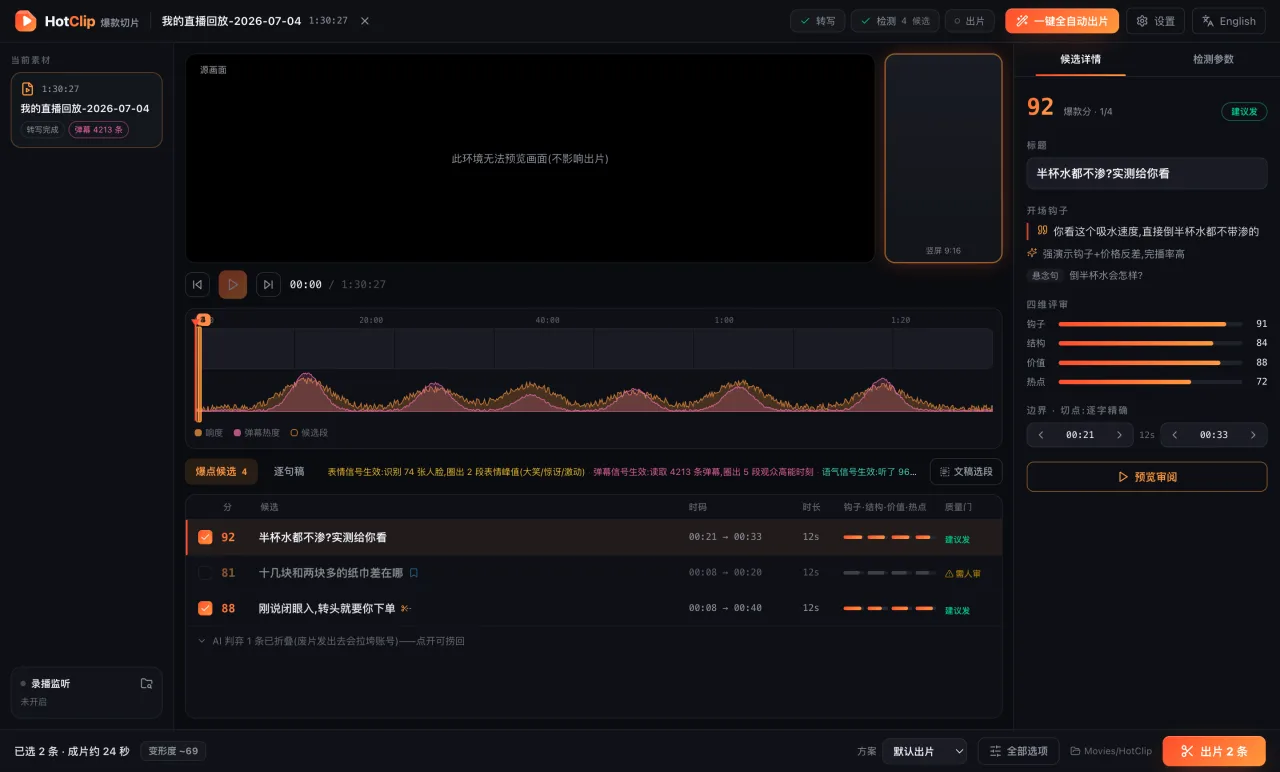 HotClip 爆款切片
我的直播回放-2026-07-04 1:30:27
转写
检测 4 候选
出片
一键全自动出片
设置
English
当前素材
1:30:27
我的直播回放-2026-07-04
转写完成
弹幕 4213 条
录播监听
未开启
源画面
此环境无法预览画面(不影响出片)
竖屏 9:16
00:00 / 1:30:27
20:00
40:00
1:00
1:20
响度
弹幕热度
候选段
爆点候选 4
逐句稿
表情信号生效:识别 74 张人脸,圈出 2 段表情峰值(大笑/惊讶/激动)
弹幕信号生效:读取 4213 条弹幕,圈出 5 段观众高能时刻
语气信号生效:听了 96…
文稿选段
分 候选 时码 时长 钩子·结构·价值·热点 质量门
92 半杯水都不渗?实测给你看 00:21 → 00:33 12s 建议发
81 十几块和两块多的纸巾差在哪 00:08 → 00:20 12s 需人审
88 刚说闭眼入,转头就要你下单 00:08 → 00:40 12s 建议发
AI 判弃 1 条已折叠(废片发出去会拉垮账号)——点开可捞回
候选详情
检测参数
92 爆款分 · 1/4
建议发
标题
半杯水都不渗?实测给你看
开场钩子
你看这个吸水速度,直接倒半杯水都不带渗的
强演示钩子+价格反差,完播率高
悬念句 倒半杯水会怎样?
四维评审
钩子 91
结构 84
价值 88
热点 72
边界 · 切点:逐字精确
00:21 12s 00:33
预览审阅
已选 2 条 · 成片约 24 秒
变形度 ~69
方案
默认出片
全部选项
Movies/HotClip
出片 2 条